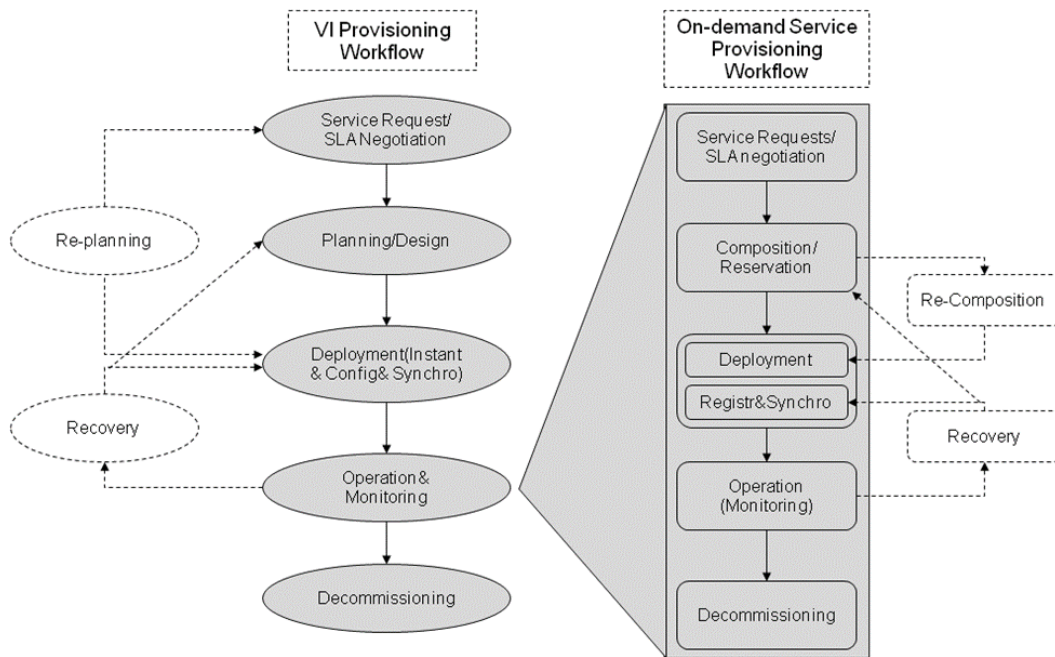 VI Provisioning
Workflow
On-demand Service
Provisioning
Workflow
Service Request/
SLA Negotiation
Re-planning
Planning/Design
Deployment(Instant
& Config& Synchro)
Recovery
Operation&
Monitoring
Decommissioning
Service Requests/
SLA negotiation
Composition/
Reservation
Re-Composition
Deployment
Registr&Synchro
Recovery
Operation
(Monitoring)
Decommissioning